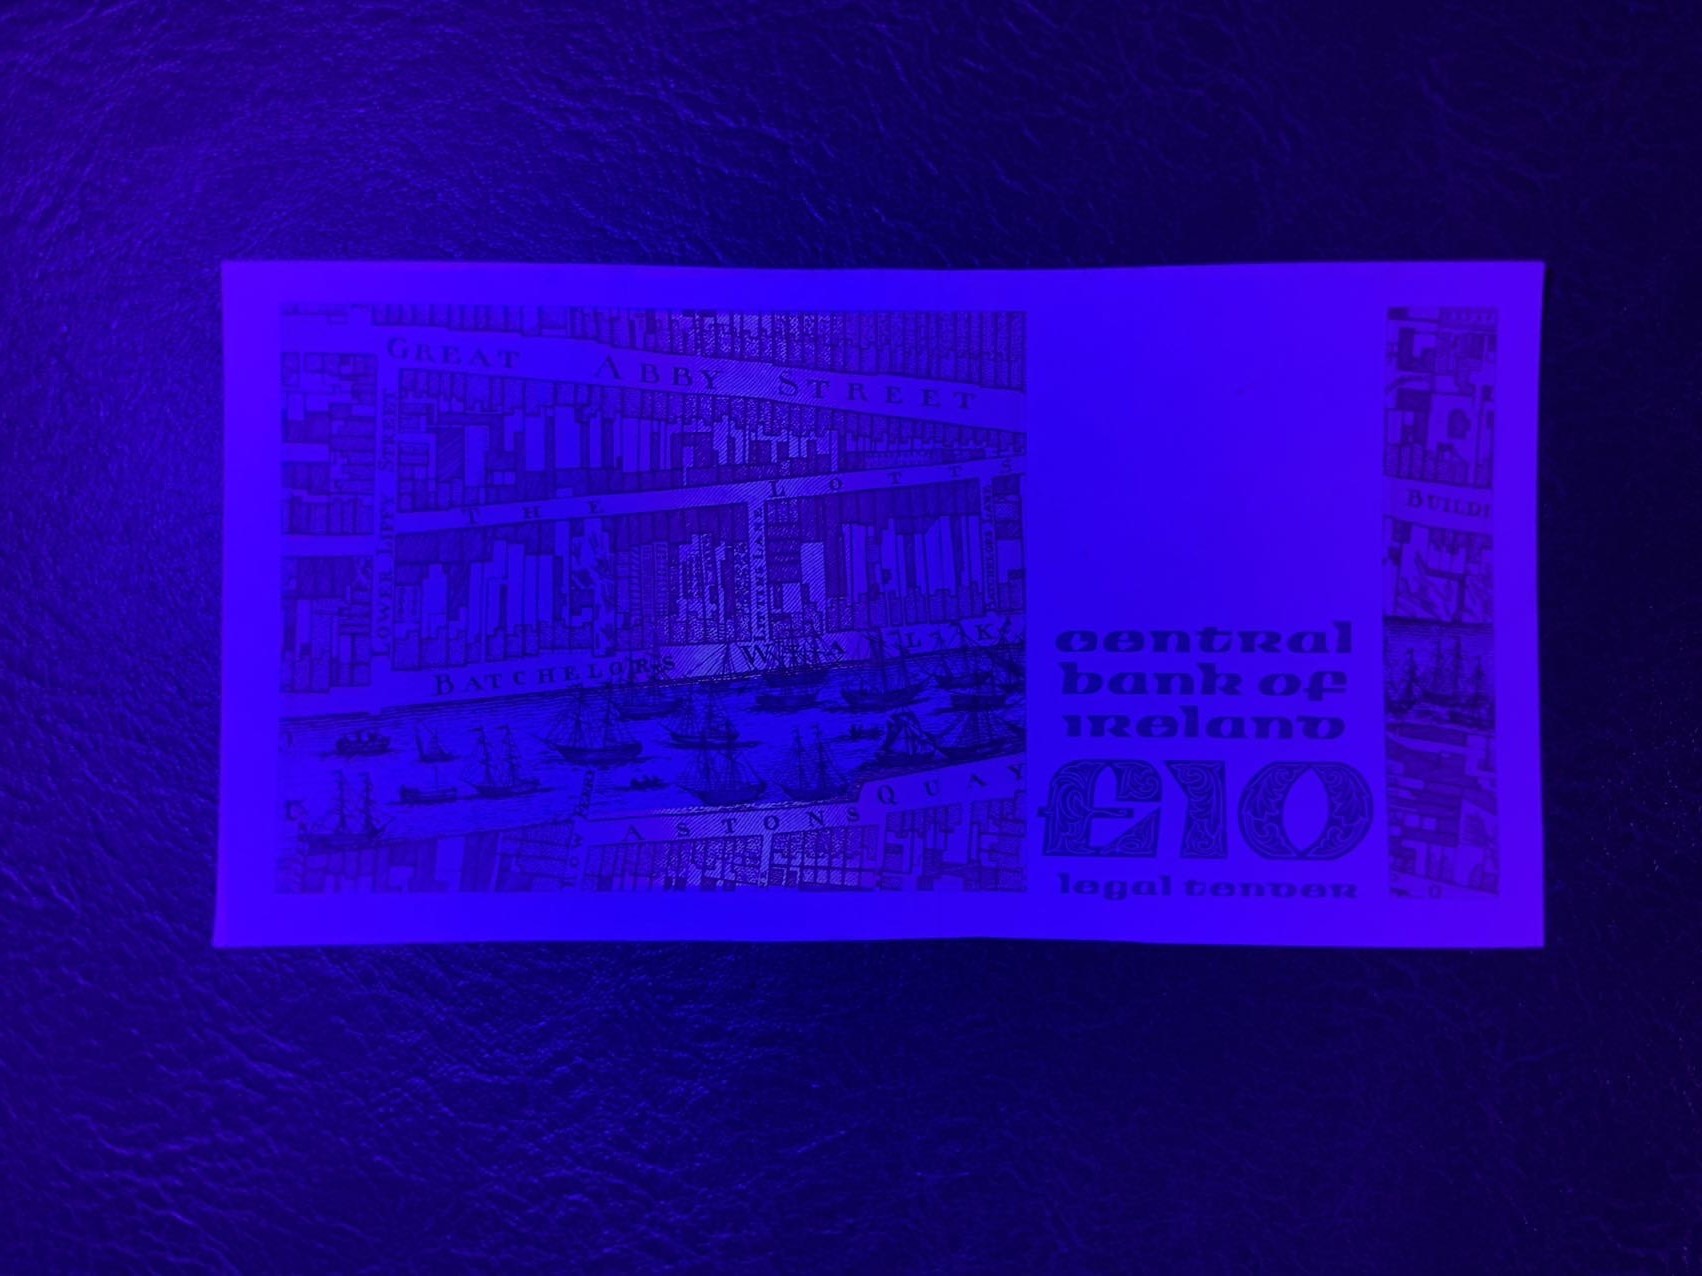 GREAT ABBY STREET
LOWER LIPPY STREET
THE LOTTS
BATCHELORS WALK
ASTONS QUAY
BUILD
central
bank of
ireland
£10
legal tender